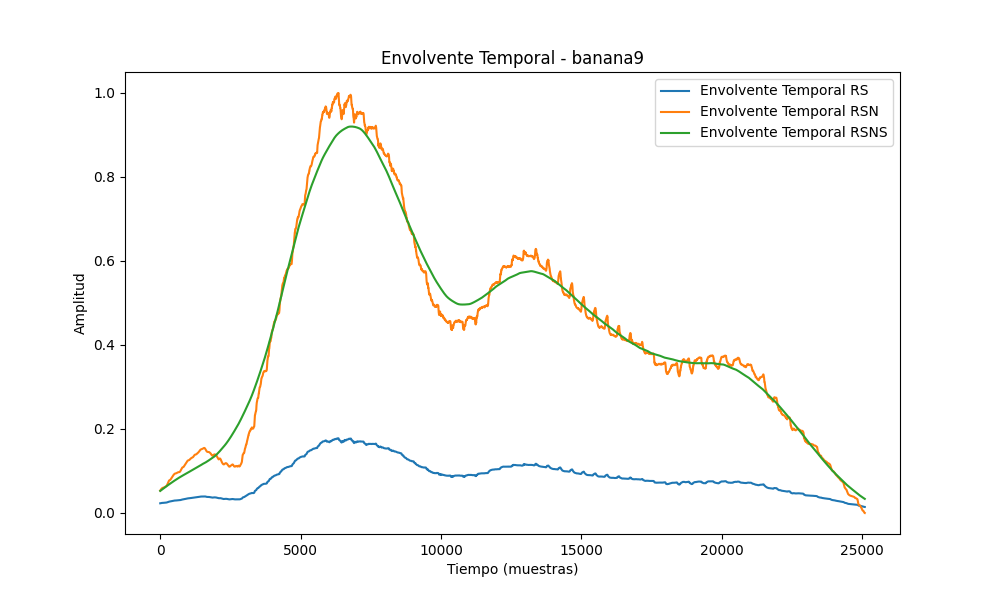 Envolvente Temporal - banana9
Envolvente Temporal RS
Envolvente Temporal RSN
Envolvente Temporal RSNS
Amplitud
1.0
0.8
0.6
0.4
0.2
0.0
0
5000
10000
15000
20000
25000
Tiempo (muestras)